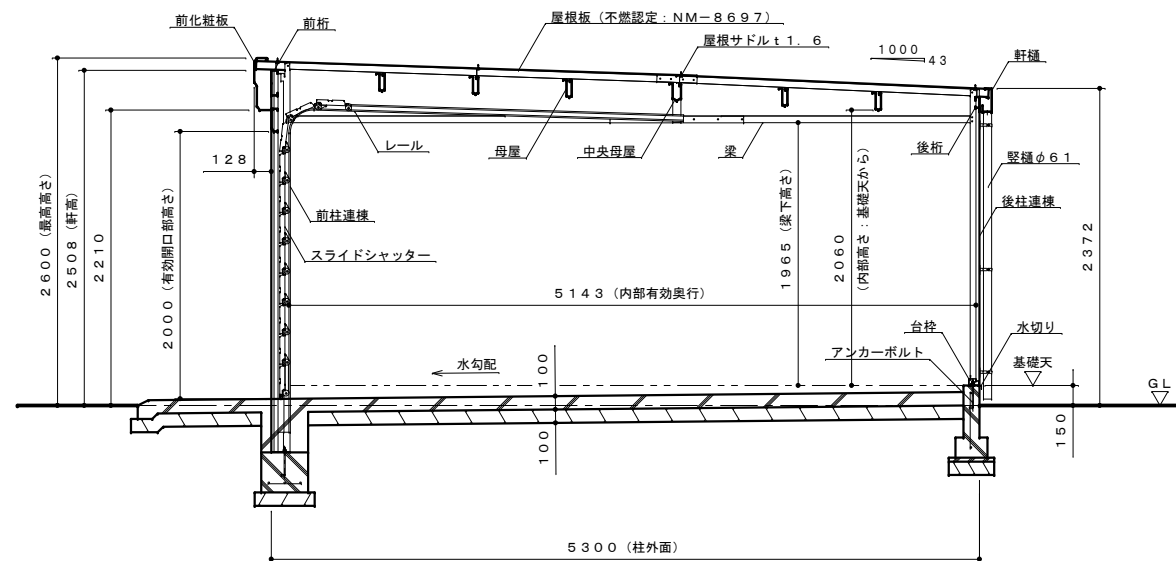 前化粧板
前桁
屋根板（不燃認定：NM－8697）
屋根サドルt1．6
1000
43
軒樋
レール
母屋
中央母屋
梁
後桁
竪樋φ61
128
前柱連棟
後柱連棟
スライドシャッター
2600（最高高さ）
2508（軒高）
2210
2000（有効開口部高さ）
1965（梁下高さ）
2060
（内部高さ：基礎天から）
2372
5143（内部有効奥行）
台枠
水切り
アンカーボルト
基礎天
水勾配
100
GL
100
150
5300（柱外面）